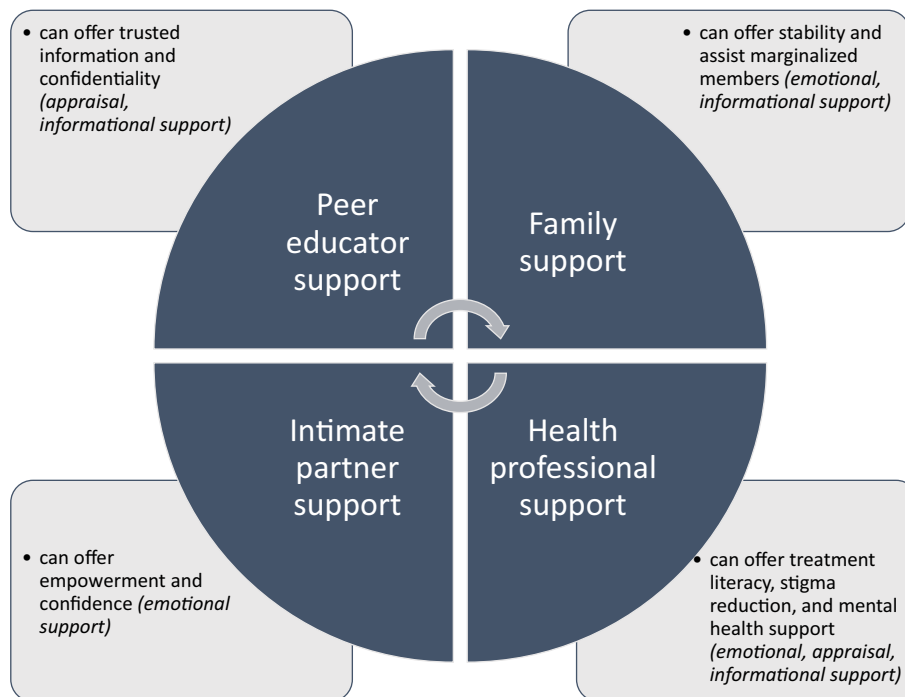 • can offer trusted
information and
confidentiality
(appraisal,
informational support)
• can offer stability and
assist marginalized
members (emotional,
informational support)
Peer
educator
support
Family
support
Intimate
partner
support
Health
professional
support
• can offer
empowerment and
confidence (emotional
support)
• can offer treatment
literacy, stigma
reduction, and mental
health support
(emotional, appraisal,
informational support)